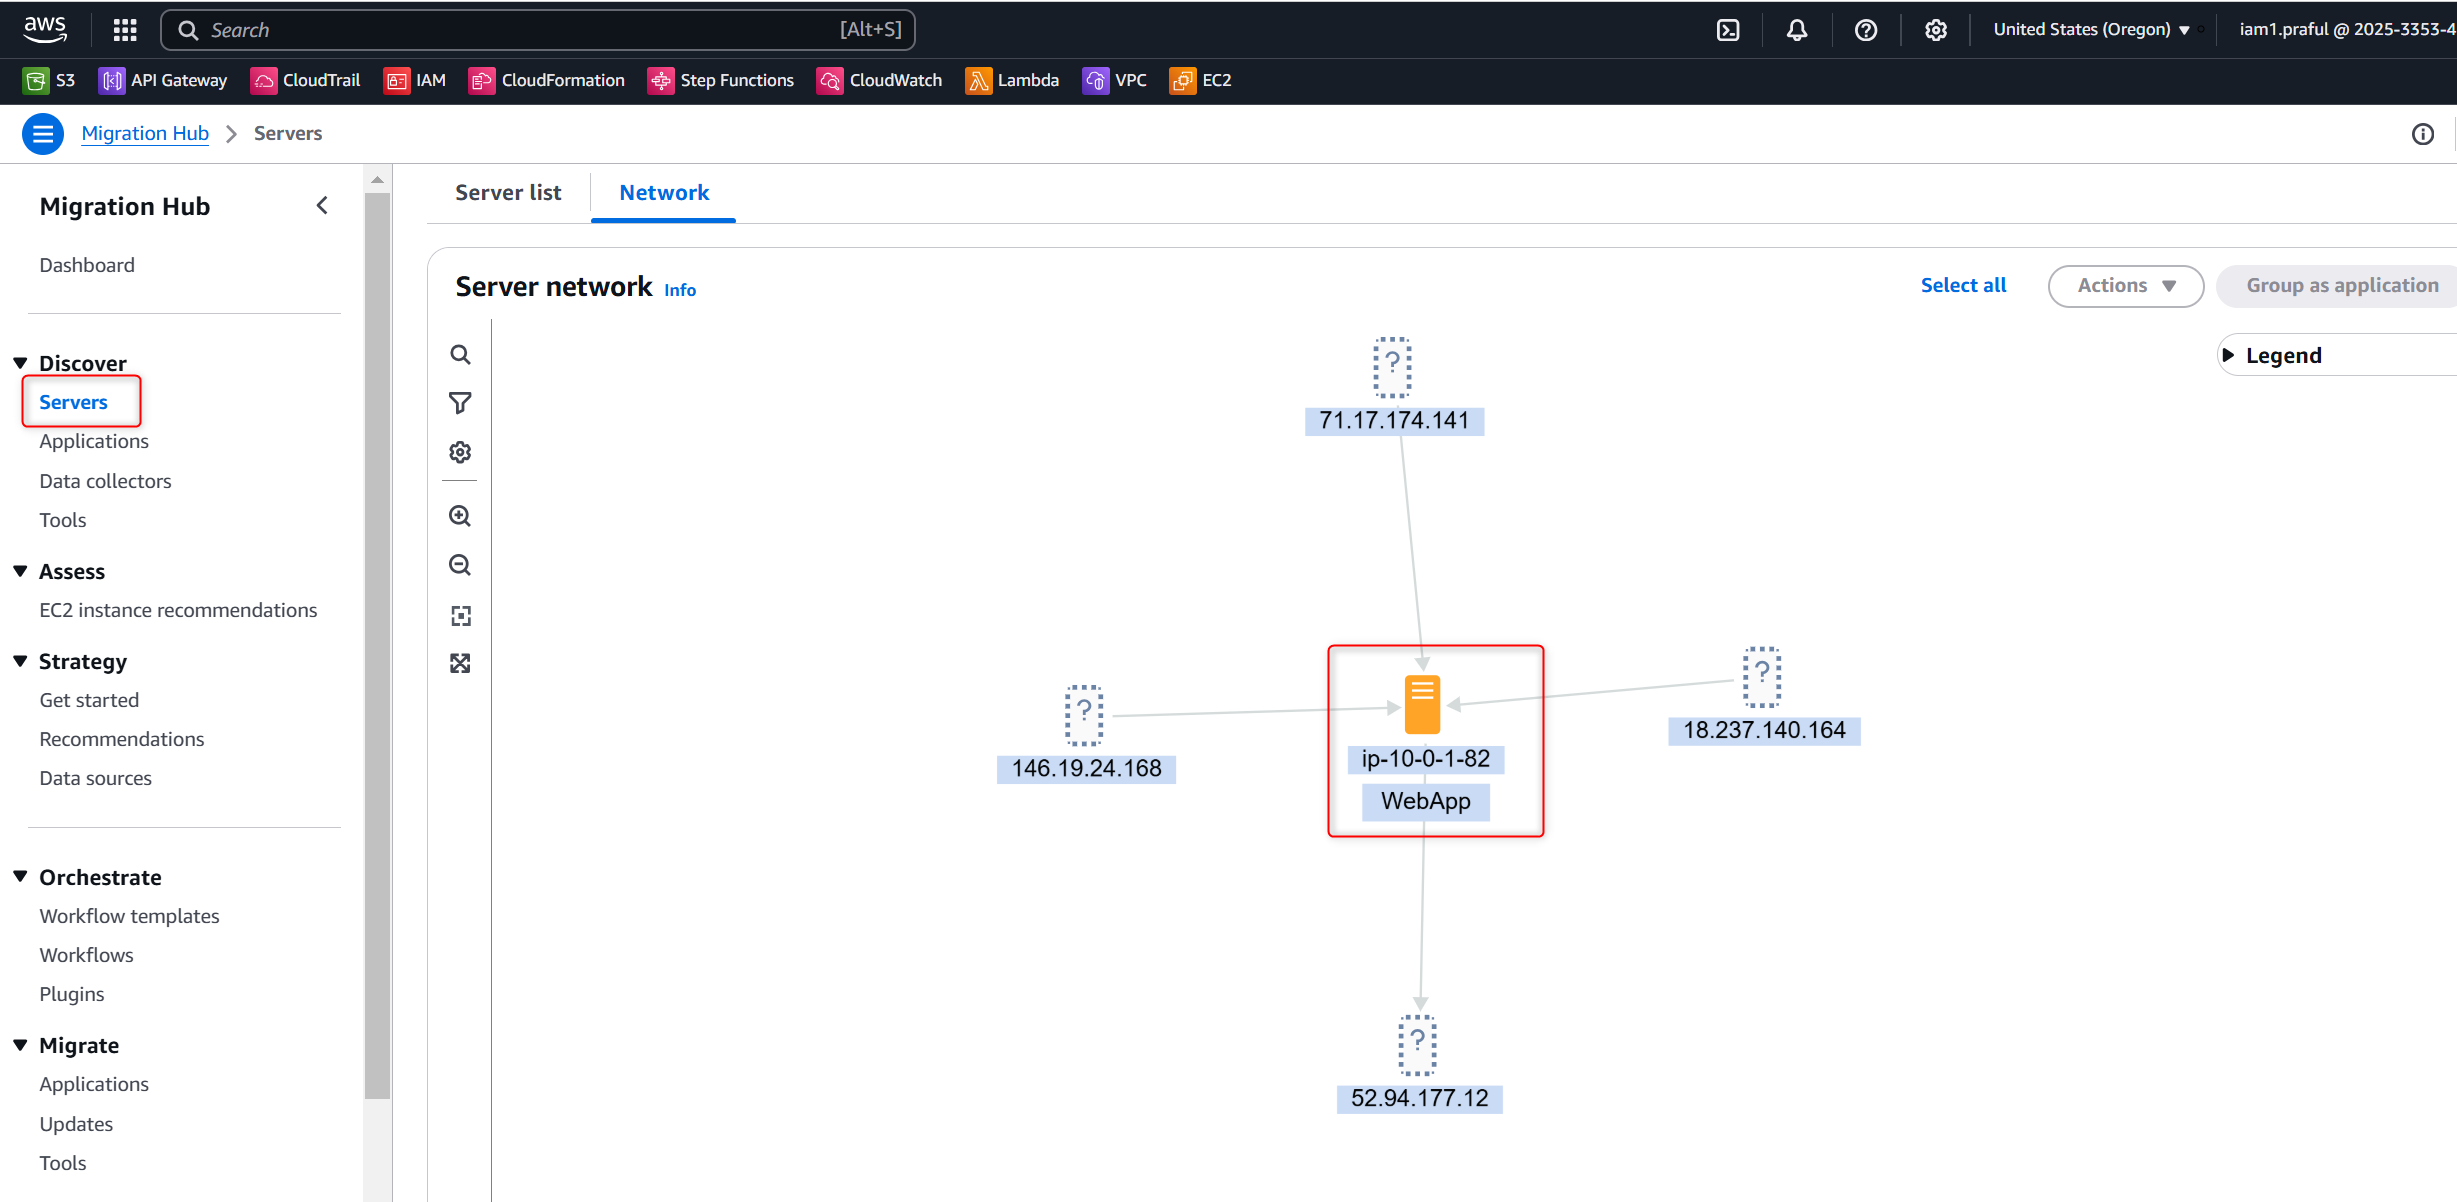 aws
Search [Alt+S]
United States (Oregon)
iam1.praful @ 2025-3353-4
S3 API Gateway CloudTrail IAM CloudFormation Step Functions CloudWatch Lambda VPC EC2
Migration Hub > Servers
Migration Hub
Dashboard
Discover
Servers
Applications
Data collectors
Tools
Assess
EC2 instance recommendations
Strategy
Get started
Recommendations
Data sources
Orchestrate
Workflow templates
Workflows
Plugins
Migrate
Applications
Updates
Tools
Server list Network
Server network Info
Select all
Actions
Group as application
Legend
?
71.17.174.141
?
146.19.24.168
?
18.237.140.164
ip-10-0-1-82
WebApp
?
52.94.177.12